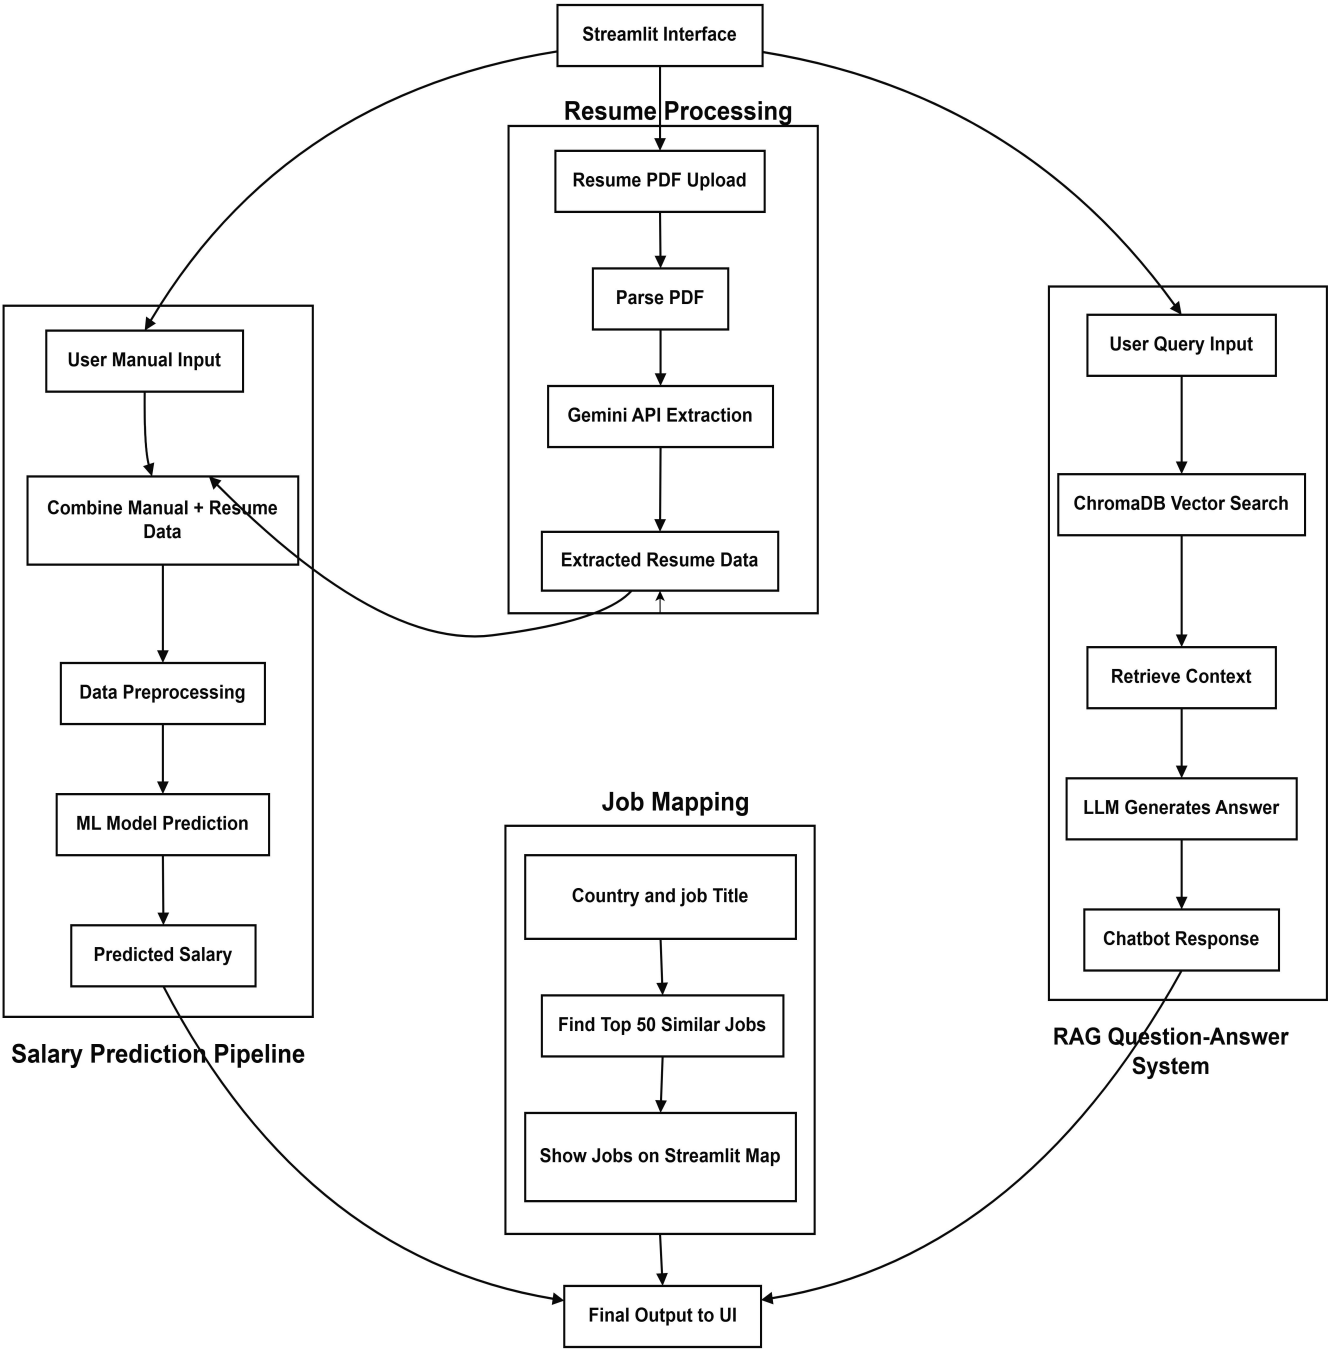 Streamlit Interface
Resume Processing
Resume PDF Upload
Parse PDF
Gemini API Extraction
Extracted Resume Data
User Manual Input
Combine Manual + Resume
Data
Data Preprocessing
ML Model Prediction
Predicted Salary
Salary Prediction Pipeline
Job Mapping
Country and job Title
Find Top 50 Similar Jobs
Show Jobs on Streamlit Map
User Query Input
ChromaDB Vector Search
Retrieve Context
LLM Generates Answer
Chatbot Response
RAG Question-Answer
System
Final Output to UI